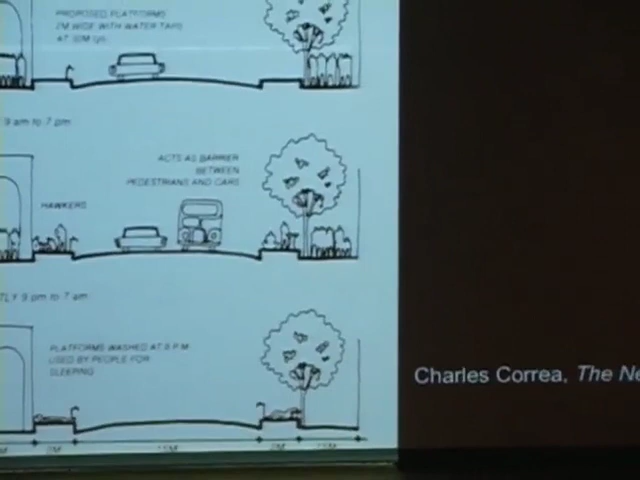 PROPOSED PLATFORMS
2M WIDE WITH WATER TAPS
AT 30M
9 am to 7 pm
ACTS AS BARRIER
BETWEEN
PEDESTRIANS AND CARS
HAWKERS
TLY 9 pm to 7 am
PLATFORMS WASHED AT 8 P.M
USED BY PEOPLE FOR
SLEEPING
Charles Correa, The Ne